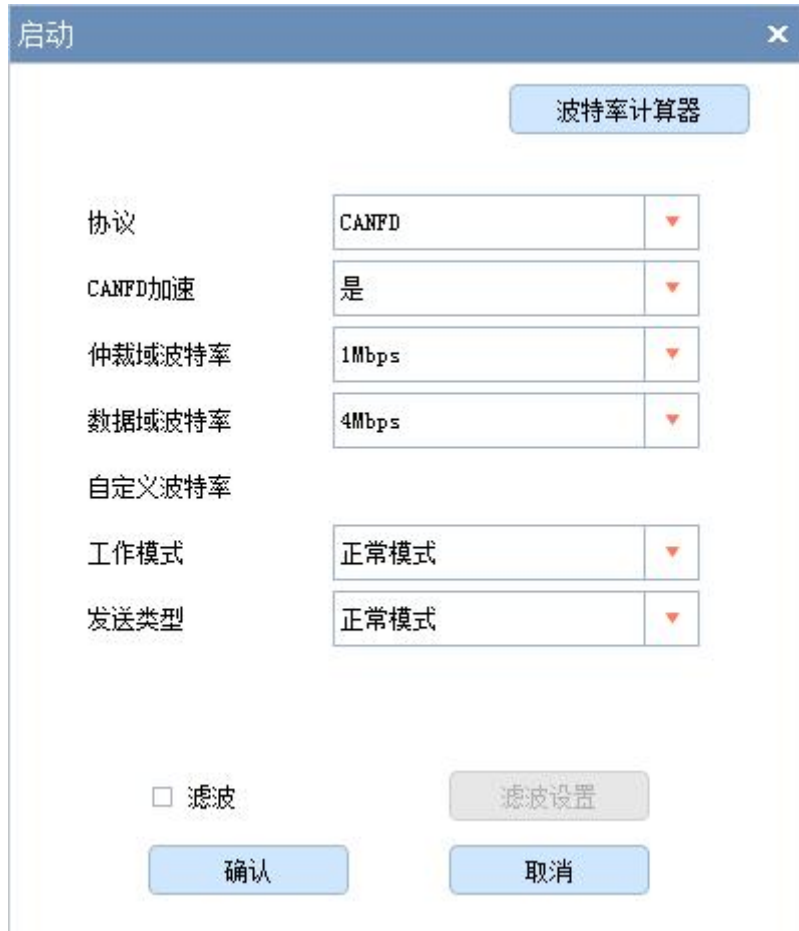 启动
波特率计算器
协议 CANFD
CANFD加速 是
仲裁域波特率 1Mbps
数据域波特率 4Mbps
自定义波特率
工作模式 正常模式
发送类型 正常模式
滤波 滤波设置
确认 取消